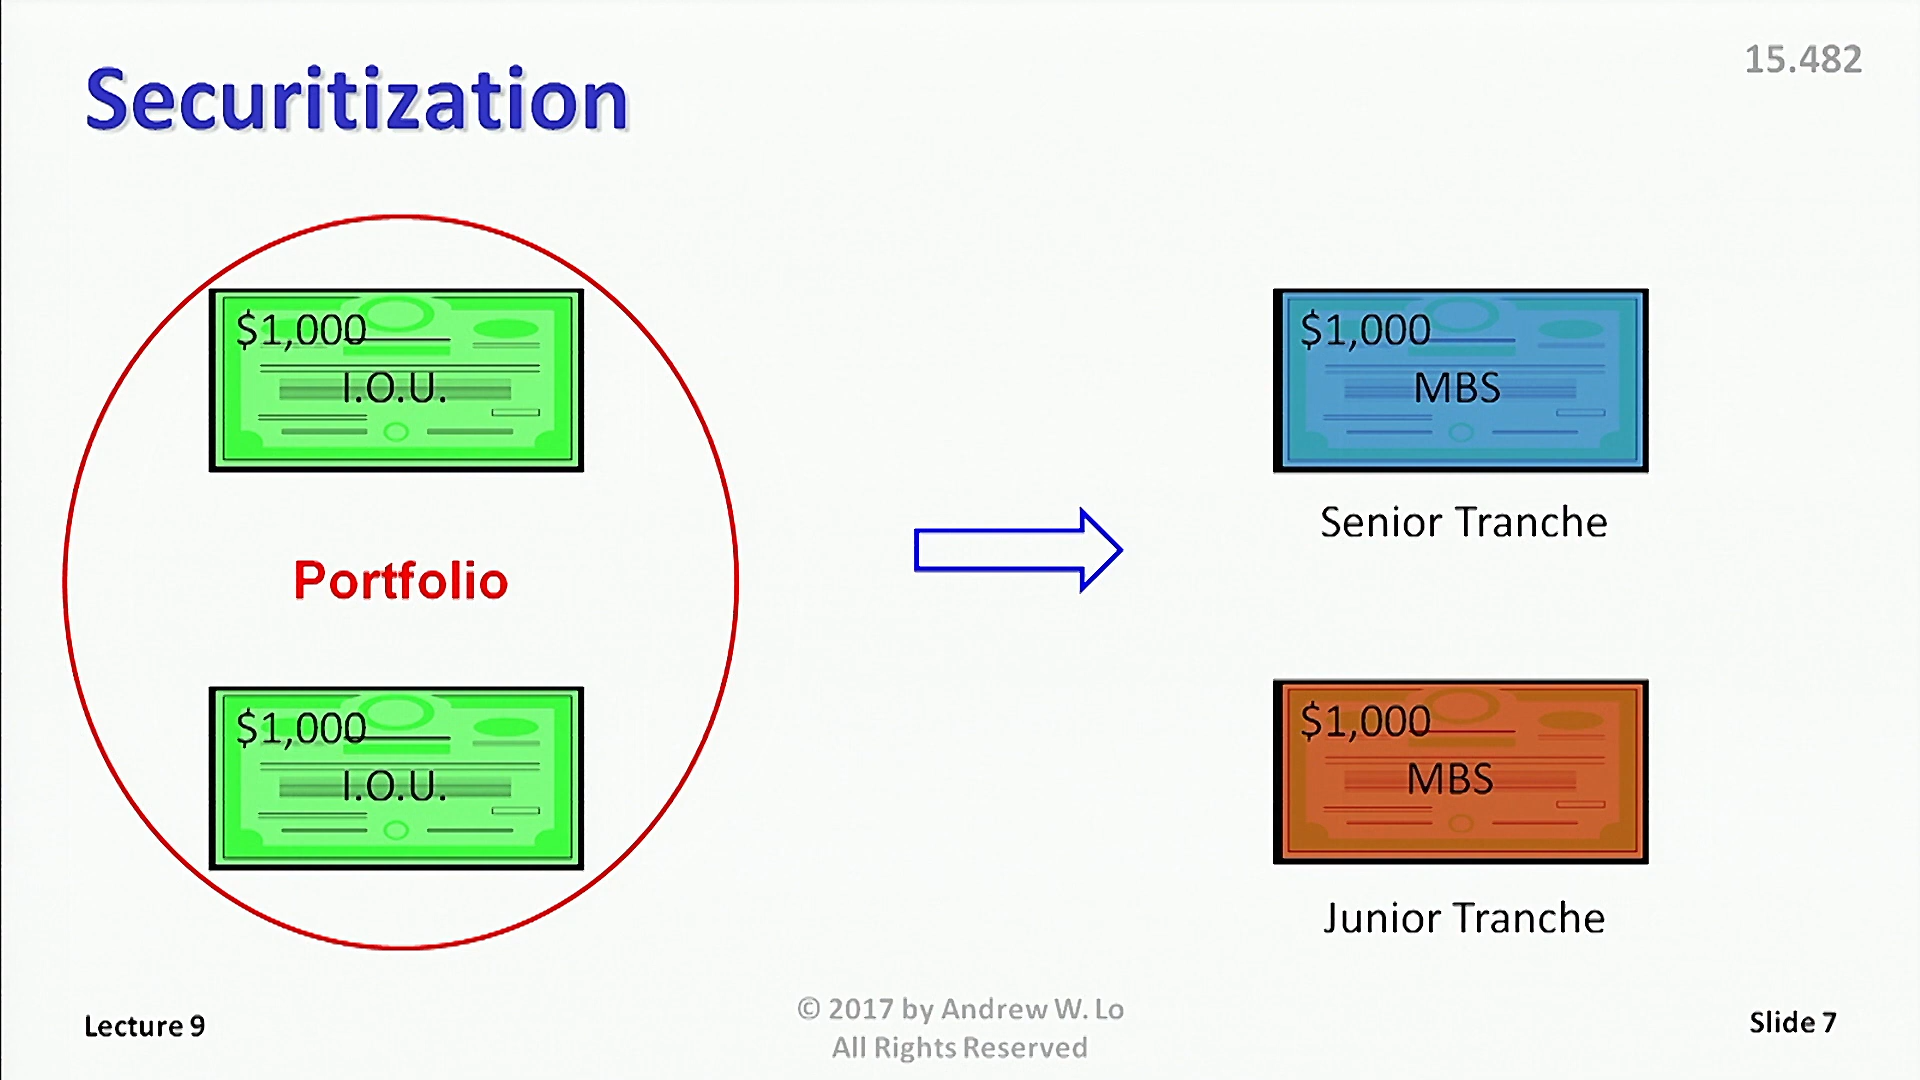 Securitization
15.482
$1,000
I.O.U.
Portfolio
$1,000
I.O.U.
$1,000
MBS
Senior Tranche
$1,000
MBS
Junior Tranche
Lecture 9
© 2017 by Andrew W. Lo
All Rights Reserved
Slide 7